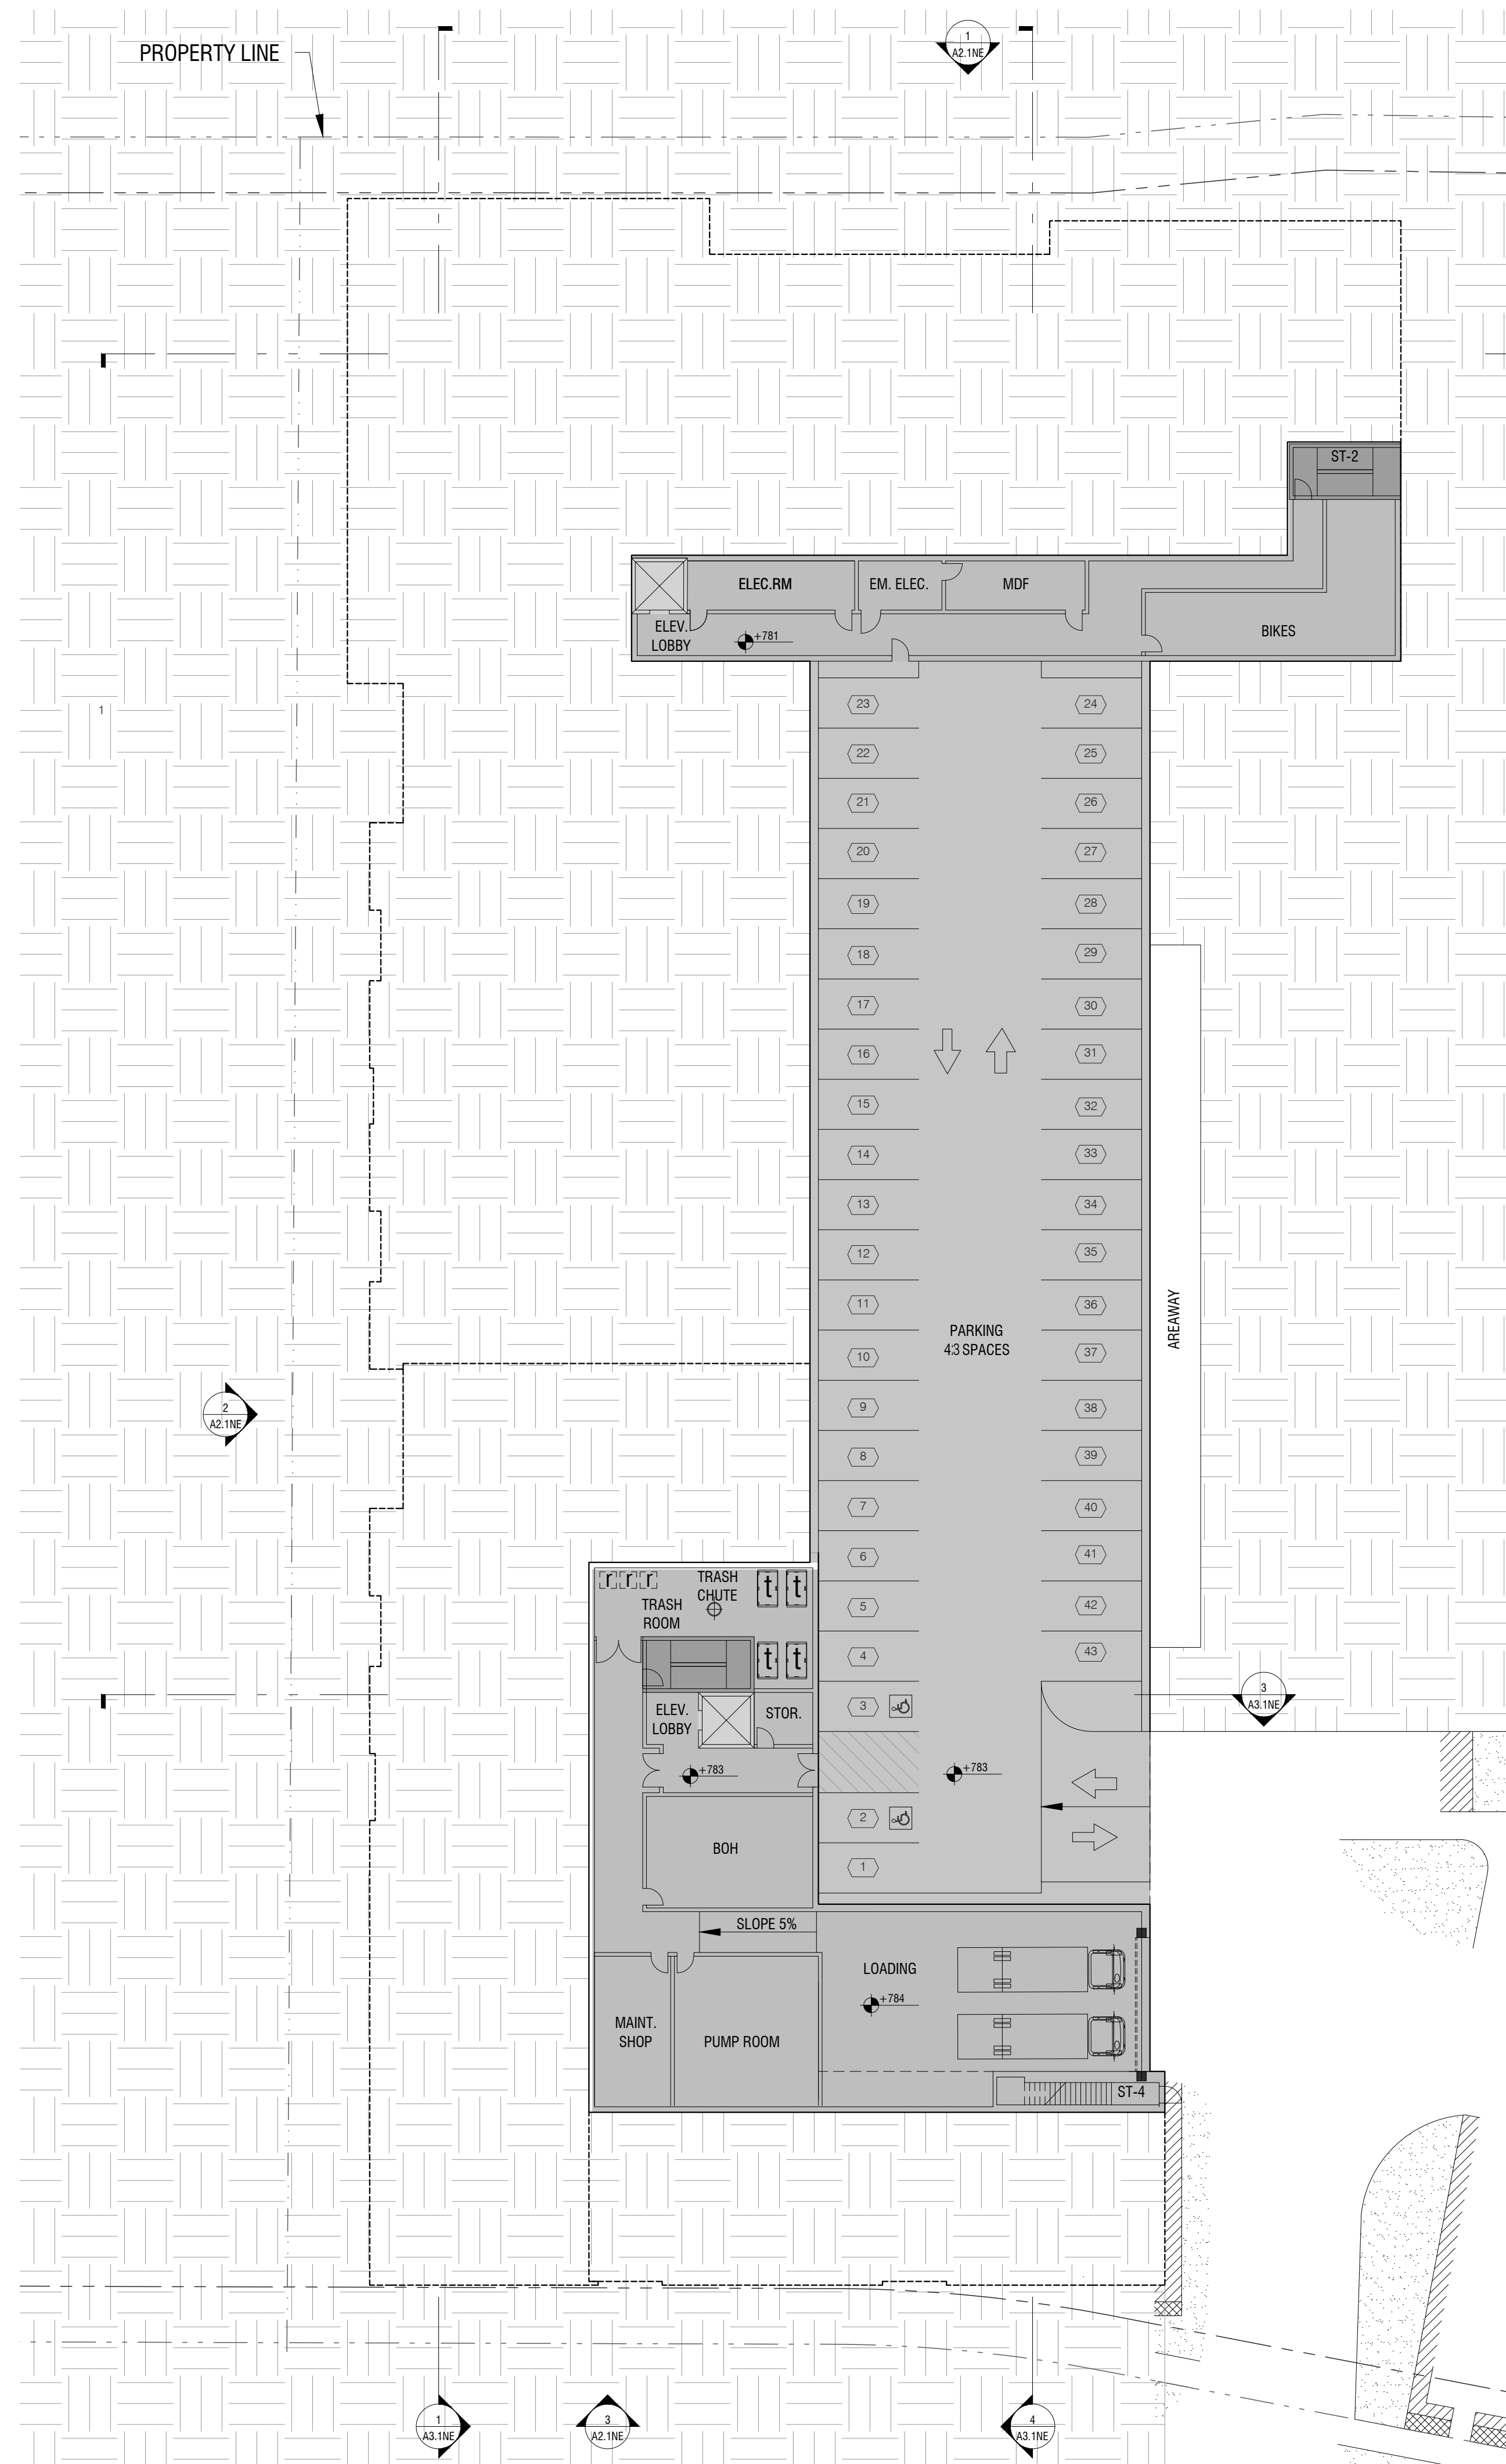 1
A2.1NE
PROPERTY LINE
ST-2
ELEC.RM
EM. ELEC.
MDF
ELEV.
LOBBY
+781
BIKES
23
24
1
22
25
21
26
20
27
19
28
18
29
17
30
16
31
15
32
14
33
13
34
12
35
11
36
AREAWAY
PARKING
43 SPACES
10
37
9
38
2
A2.1NE
8
39
7
40
6
41
r r r
TRASH
CHUTE
t t
TRASH
ROOM
5
42
4
43
t t
3
A3.1NE
3
ELEV.
LOBBY
STOR.
+783
+783
2
BOH
1
SLOPE 5%
LOADING
+784
MAINT.
SHOP
PUMP ROOM
ST-4
1
A3.1NE
3
A2.1NE
4
A3.1NE